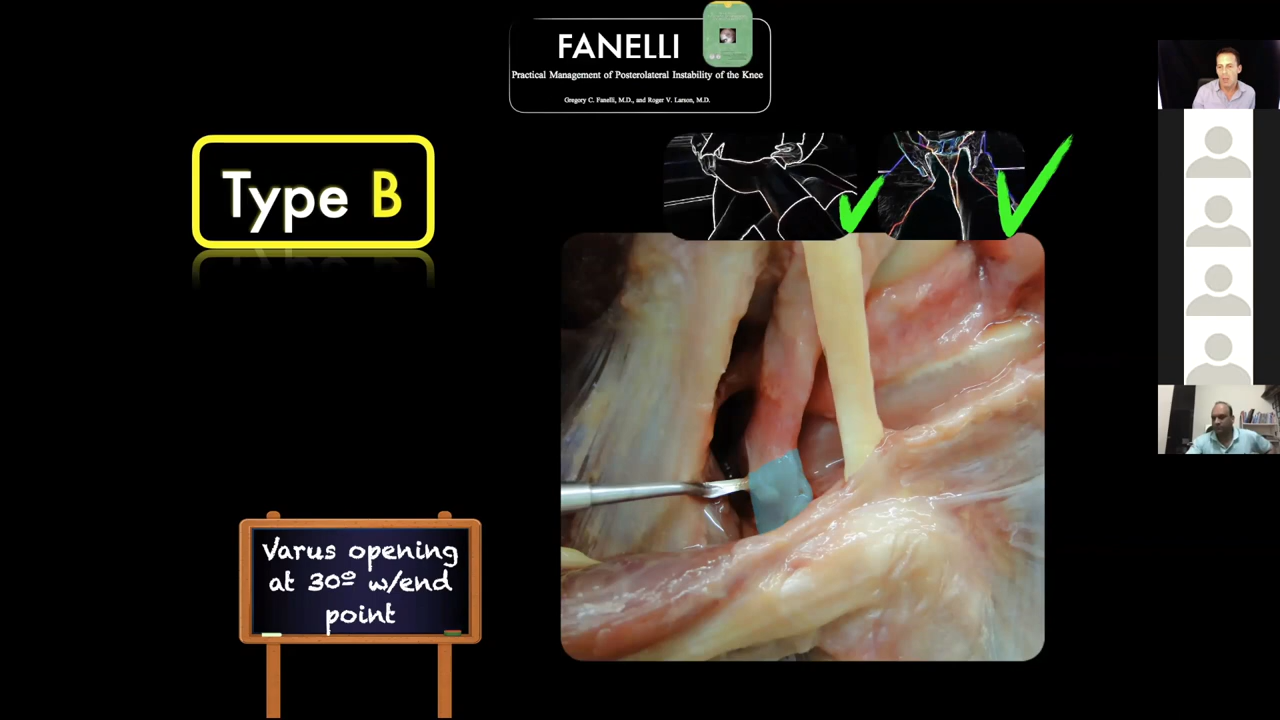 FANELLI
Practical Management of Posterolateral Instability of the Knee
Gregory C. Fanelli, M.D., and Roger V. Larson, M.D.
Type B
Varus opening
at 30º w/end
point